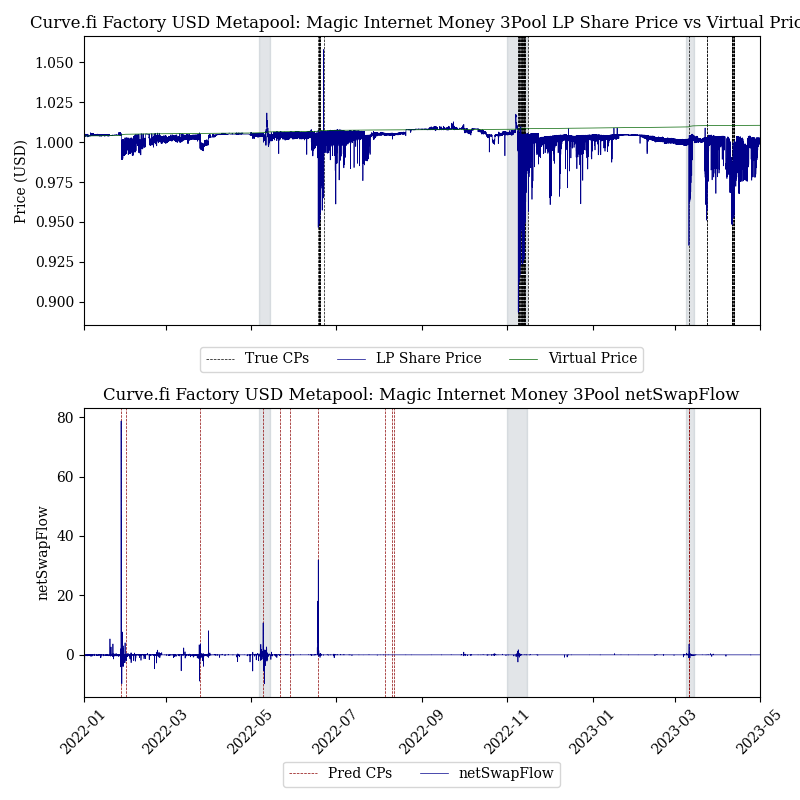 Curve.fi Factory USD Metapool: Magic Internet Money 3Pool LP Share Price vs Virtual Pric
1.050
1.025
1.000
0.975
0.950
0.925
0.900
Price (USD)
True CPs
LP Share Price
Virtual Price
Curve.fi Factory USD Metapool: Magic Internet Money 3Pool netSwapFlow
80
60
40
20
0
netSwapFlow
2022-01
2022-03
2022-05
2022-07
2022-09
2022-11
2023-01
2023-03
2023-05
Pred CPs
netSwapFlow